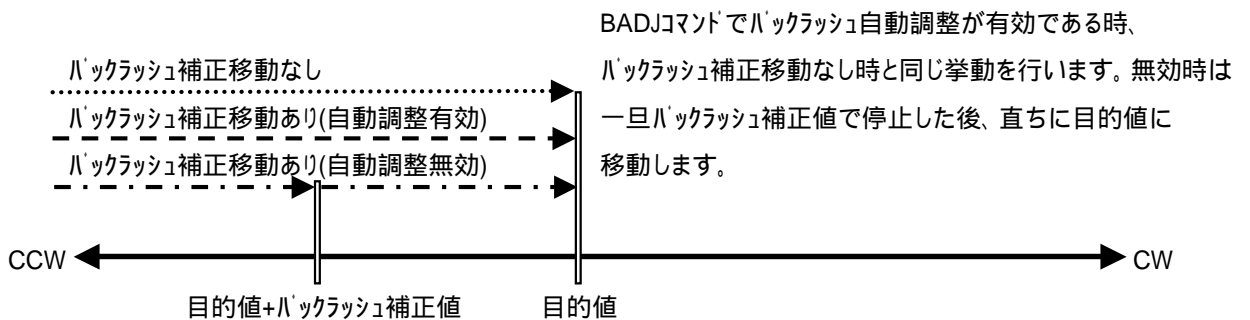 BADJｺﾏﾝﾄﾞでﾊﾞｯｸﾗｯｼｭ自動調整が有効である時、
ﾊﾞｯｸﾗｯｼｭ補正移動なし時と同じ挙動を行います。無効時は
一旦ﾊﾞｯｸﾗｯｼｭ補正値で停止した後、直ちに目的値に
移動します。
ﾊﾞｯｸﾗｯｼｭ補正移動なし
ﾊﾞｯｸﾗｯｼｭ補正移動あり(自動調整有効)
ﾊﾞｯｸﾗｯｼｭ補正移動あり(自動調整無効)
CCW
CW
目的値+ﾊﾞｯｸﾗｯｼｭ補正値
目的値